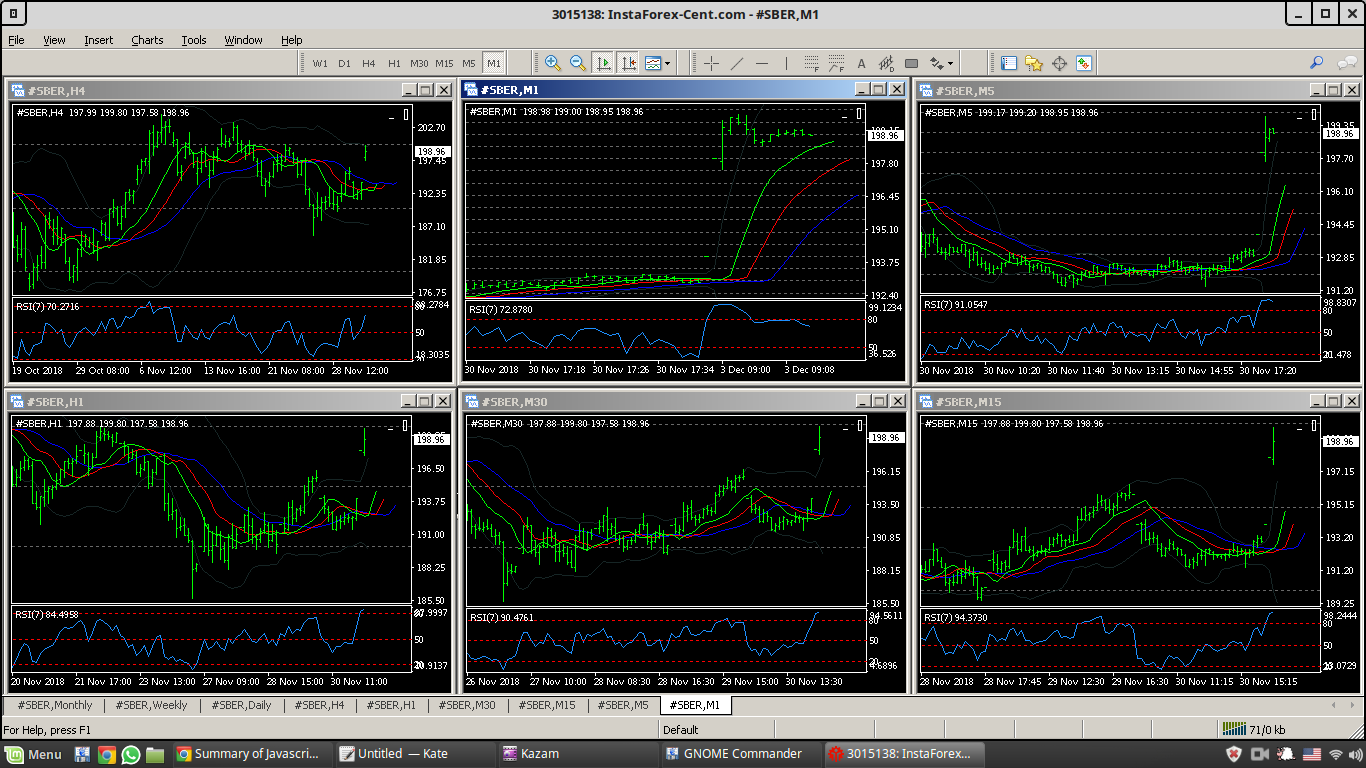 3015138: InstaForex-Cent.com - #SBER,M1
File View Insert Charts Tools Window Help
W1 D1 H4 H1 M30 M15 M5 M1
#SBER,H4
#SBER,H4 197.99 199.80 197.58 198.96
202.70
198.96
197.45
192.35
187.10
181.85
176.75
RSI(7) 70.2716
50
18.3035
19 Oct 2018 29 Oct 08:00 6 Nov 12:00 13 Nov 16:00 21 Nov 08:00 28 Nov 12:00
#SBER,M1
#SBER,M1 198.98 199.00 198.95 198.96
198.96
197.80
196.45
195.10
193.75
192.40
RSI(7) 72.8780
99.1234
80
50
36.526
30 Nov 2018 30 Nov 17:18 30 Nov 17:26 30 Nov 17:34 3 Dec 09:00 3 Dec 09:08
#SBER,M5
#SBER,M5 199.17 199.20 198.95 198.96
199.35
198.96
197.70
196.10
194.45
192.85
191.20
RSI(7) 91.0547
98.8307
80
50
30 Nov 2018 30 Nov 10:20 30 Nov 11:40 30 Nov 13:15 30 Nov 14:55 30 Nov 17:20
#SBER,H1
#SBER,H1 197.88 199.80 197.58 198.96
198.96
196.50
193.75
191.00
188.25
185.50
RSI(7) 84.4958
50
20 Nov 2018 21 Nov 17:00 23 Nov 13:00 27 Nov 09:00 28 Nov 15:00 30 Nov 11:00
#SBER,M30
#SBER,M30 197.88 199.80 197.58 198.96
198.96
196.15
193.50
190.85
188.15
185.50
RSI(7) 90.4761
94.5611
80
50
26 Nov 2018 27 Nov 10:00 28 Nov 08:30 28 Nov 16:30 29 Nov 15:00 30 Nov 13:30
#SBER,M15
#SBER,M15 197.88 199.80 197.58 198.96
198.96
197.15
195.15
193.20
191.20
189.25
RSI(7) 94.3730
98.2444
80
50
28 Nov 2018 28 Nov 17:45 29 Nov 12:30 29 Nov 16:30 30 Nov 11:15 30 Nov 15:15
#SBER,Monthly #SBER,Weekly #SBER,Daily #SBER,H4 #SBER,H1 #SBER,M30 #SBER,M15 #SBER,M5 #SBER,M1
For Help, press F1 Default 71/0 kb
Menu Summary of Javascri... Untitled — Kate Kazam GNOME Commander 3015138: InstaForex...